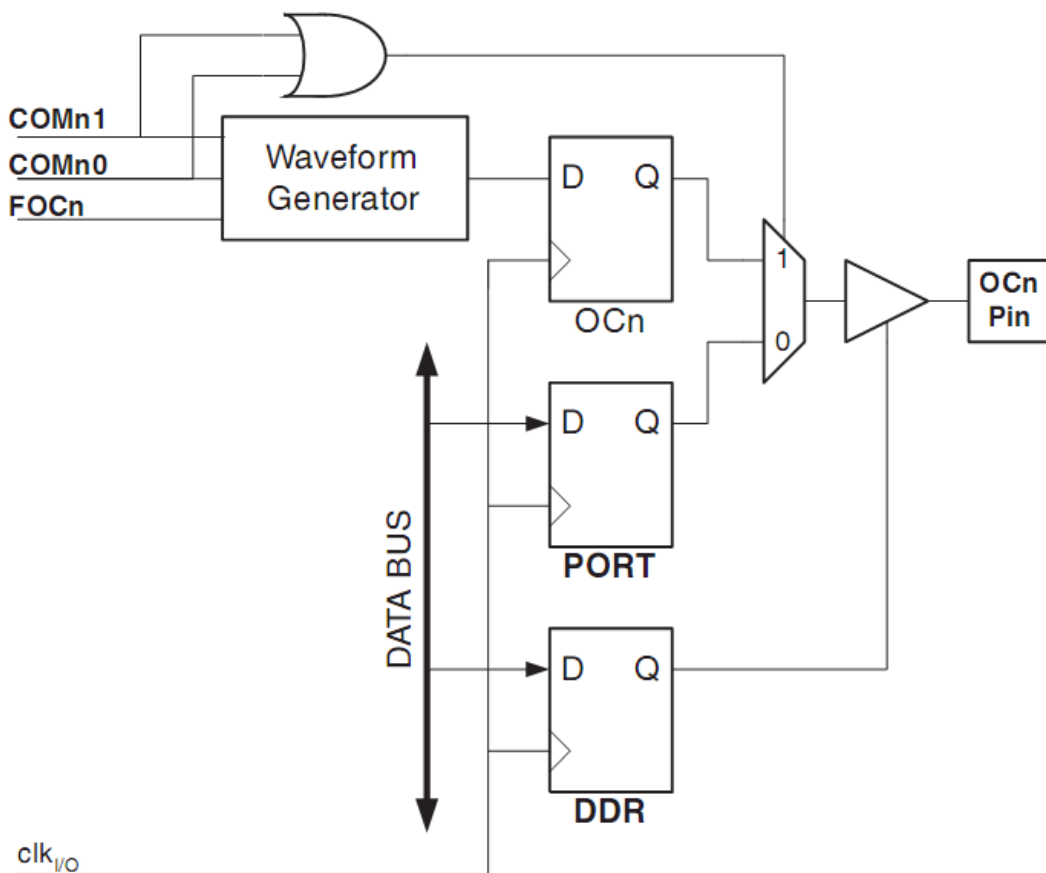 COMn1
COMn0
FOCn
Waveform
Generator
D Q
OCn
1
0
OCn
Pin
D Q
PORT
DATA BUS
D Q
DDR
clkI/O